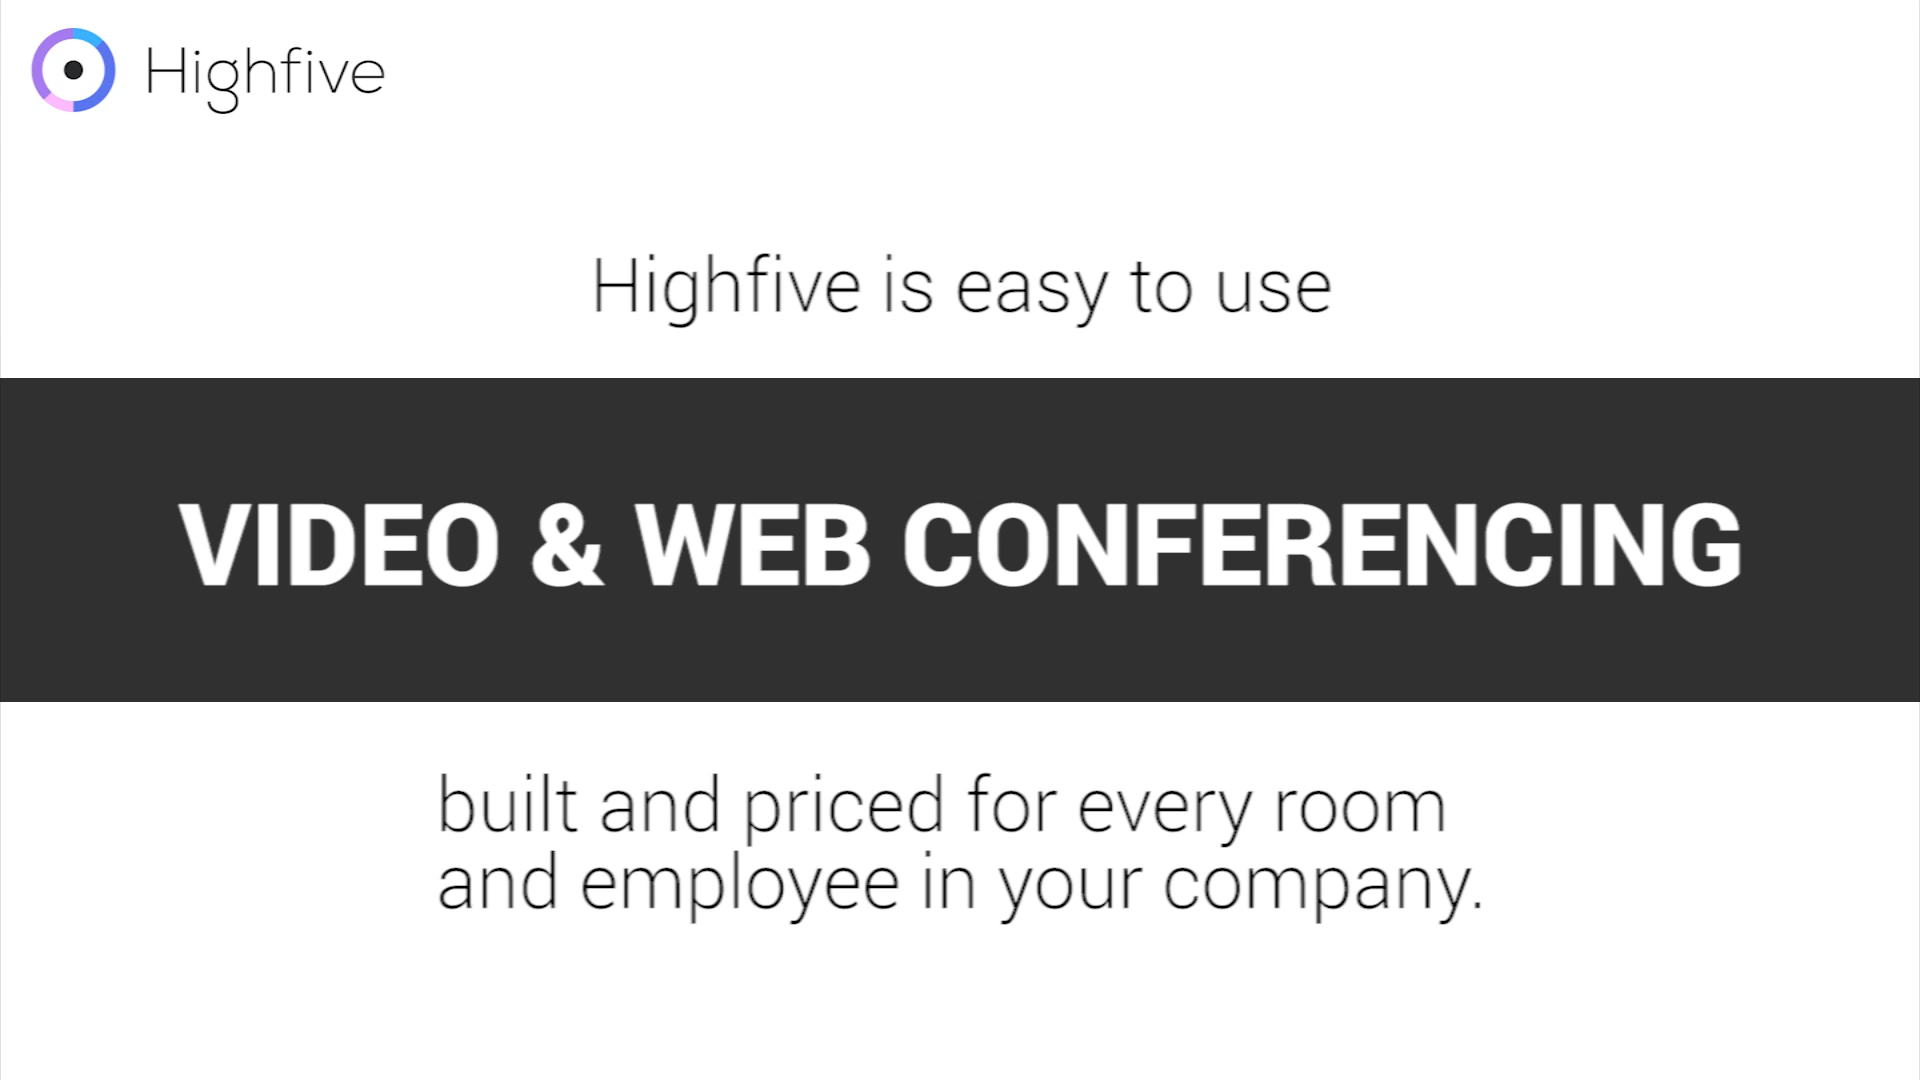 Highfive
Highfive is easy to use
VIDEO & WEB CONFERENCING
built and priced for every room
and employee in your company.